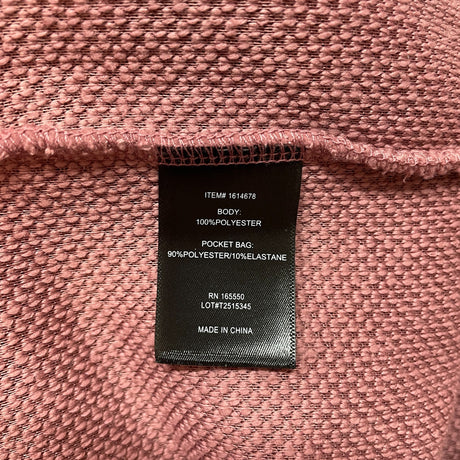 ITEM# 1614678
BODY:
100%POLYESTER
POCKET BAG:
90%POLYESTER/10%ELASTANE
RN 165550
LOT#T2515345
MADE IN CHINA